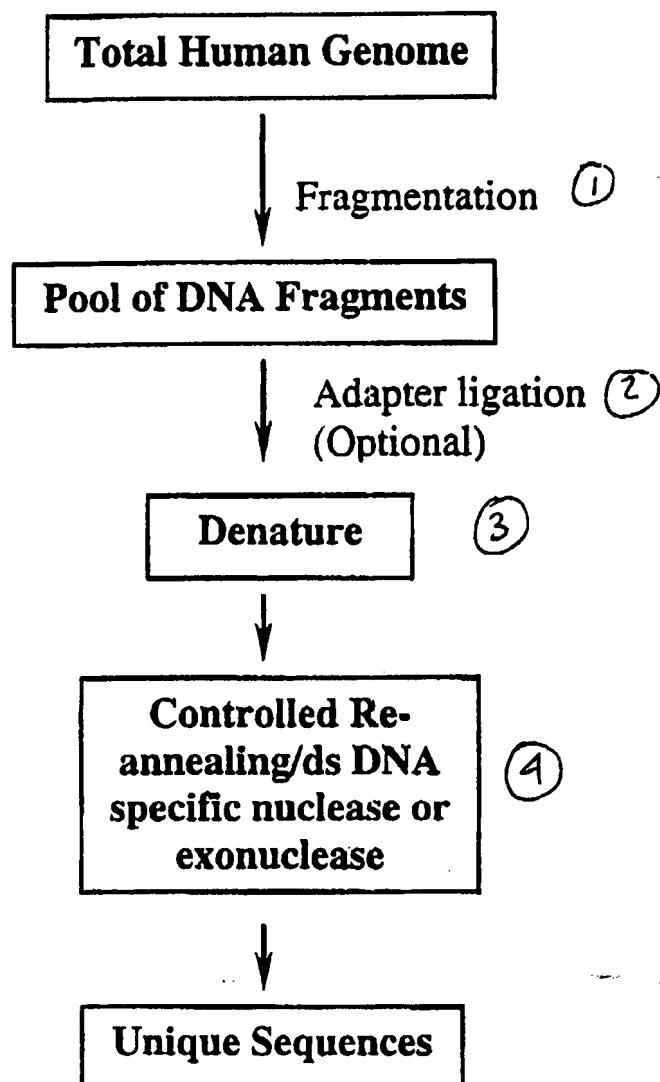 Total Human Genome
Fragmentation ①
Pool of DNA Fragments
Adapter ligation ②
(Optional)
Denature ③
Controlled Re-
annealing/ds DNA
specific nuclease or
exonuclease
④
Unique Sequences